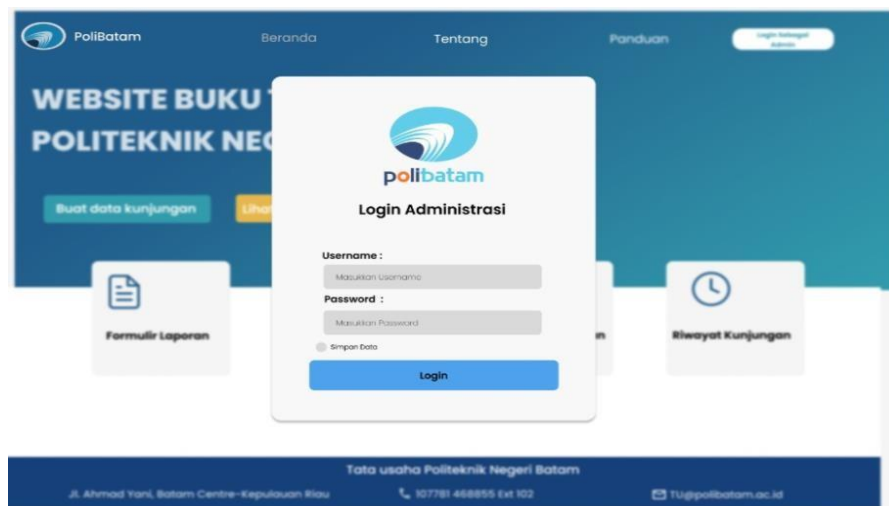 PoliBatam
Beranda
Tentang
Panduan
Login Sebagai
Admin
WEBSITE BUKU
POLITEKNIK NEG
Buat data kunjungan
Lihat
polibatam
Login Administrasi
Username :
Masukkan Username
Password :
Masukkan Password
Simpan Data
Login
Formulir Laporan
Riwayat Kunjungan
Tata usaha Politeknik Negeri Batam
Jl. Ahmad Yani, Batam Centre-Kepulauan Riau
107781 468855 Ext 102
TU@polibatam.ac.id